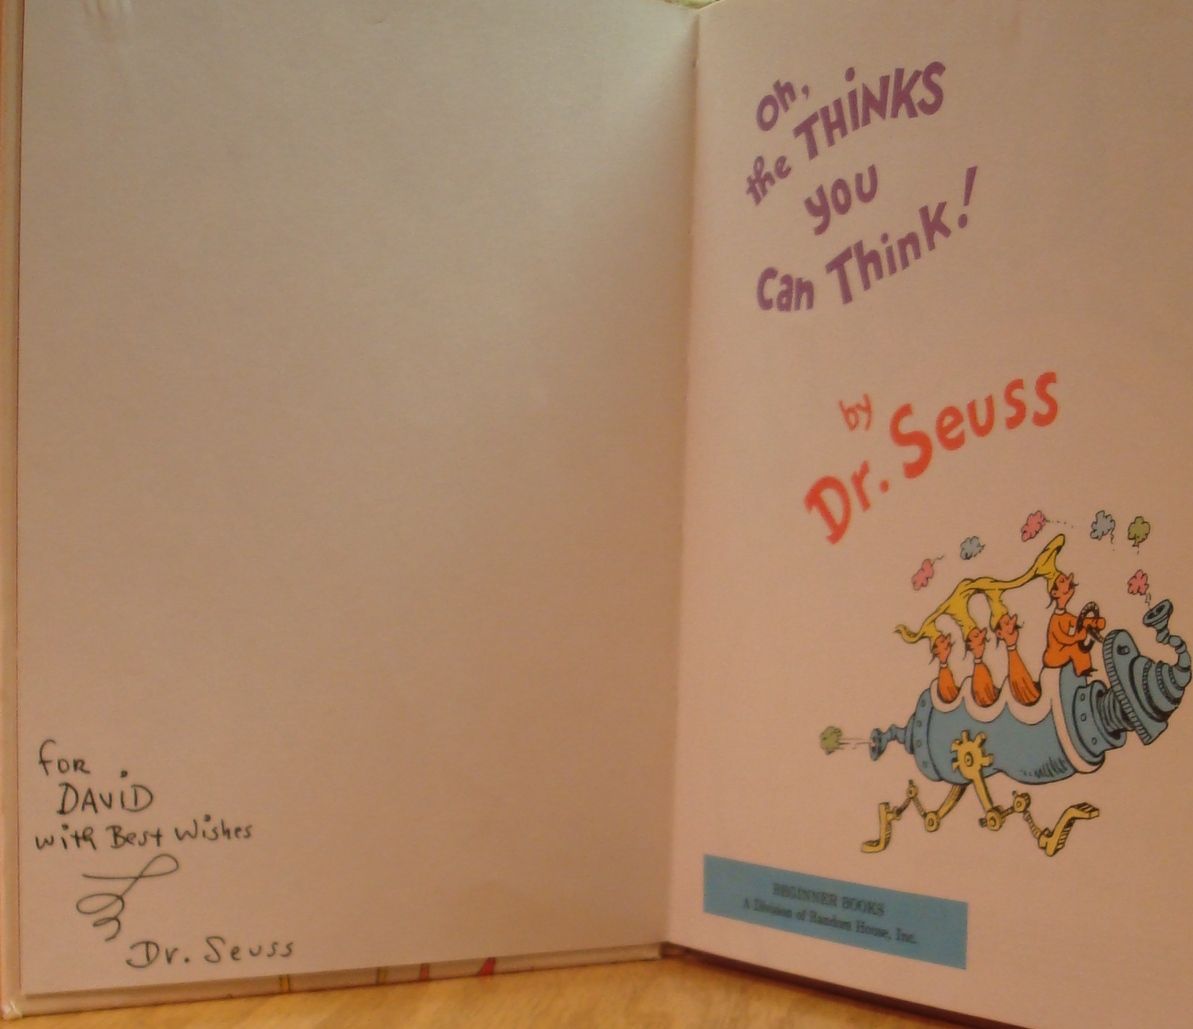 for
DAViD
with Best Wishes
Dr. Seuss
Oh,
the THiNKS
you
Can Think!
by
Dr. Seuss
BEGINNER BOOKS
A Division of Random House, Inc.